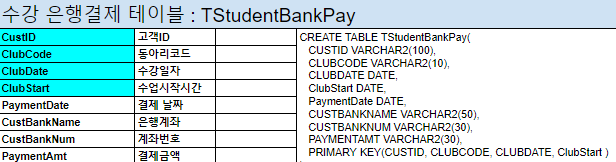 수강 은행결제 테이블 : TStudentBankPay
CustID 고객ID
ClubCode 동아리코드
ClubDate 수강일자
ClubStart 수업시작시간
PaymentDate 결제 날짜
CustBankName 은행계좌
CustBankNum 계좌번호
PaymentAmt 결제금액
CREATE TABLE TStudentBankPay(
CUSTID VARCHAR2(100),
CLUBCODE VARCHAR2(10),
CLUBDATE DATE,
ClubStart DATE,
PaymentDate DATE,
CUSTBANKNAME VARCHAR2(50),
CUSTBANKNUM VARCHAR2(30),
PAYMENTAMT VARCHAR2(30),
PRIMARY KEY(CUSTID, CLUBCODE, CLUBDATE, ClubStart )